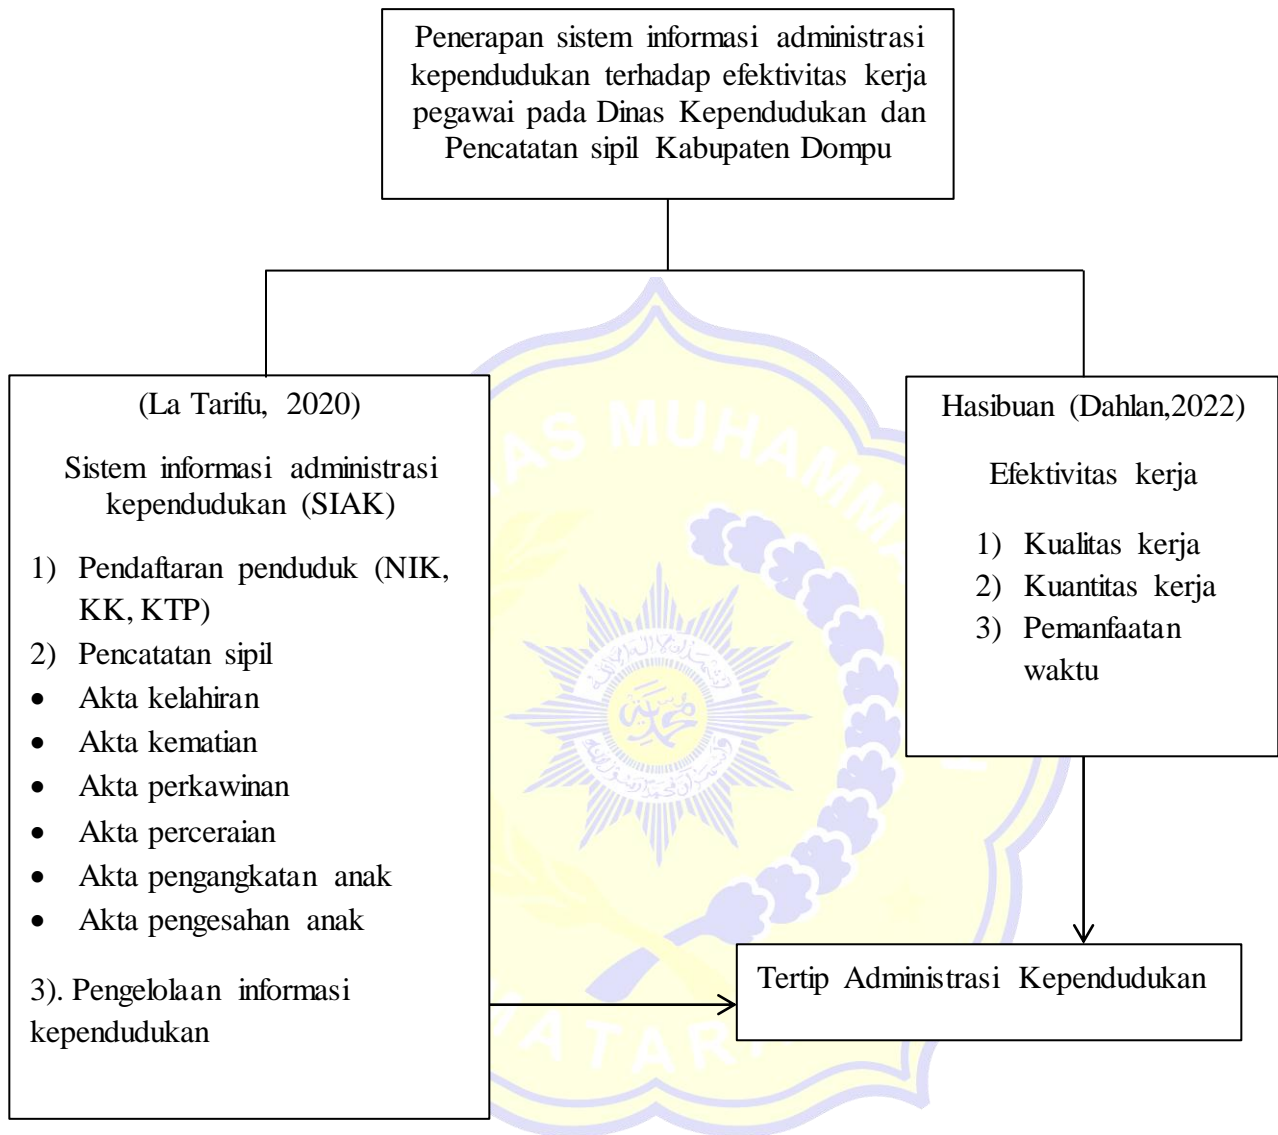 Penerapan sistem informasi administrasi
kependudukan terhadap efektivitas kerja
pegawai pada Dinas Kependudukan dan
Pencatatan sipil Kabupaten Dompu
(La Tarifu, 2020)
Sistem informasi administrasi
kependudukan (SIAK)
1) Pendaftaran penduduk (NIK,
KK, KTP)
2) Pencatatan sipil
• Akta kelahiran
• Akta kematian
• Akta perkawinan
• Akta perceraian
• Akta pengangkatan anak
• Akta pengesahan anak
3). Pengelolaan informasi
kependudukan
Hasibuan (Dahlan,2022)
Efektivitas kerja
1) Kualitas kerja
2) Kuantitas kerja
3) Pemanfaatan
waktu
Tertip Administrasi Kependudukan